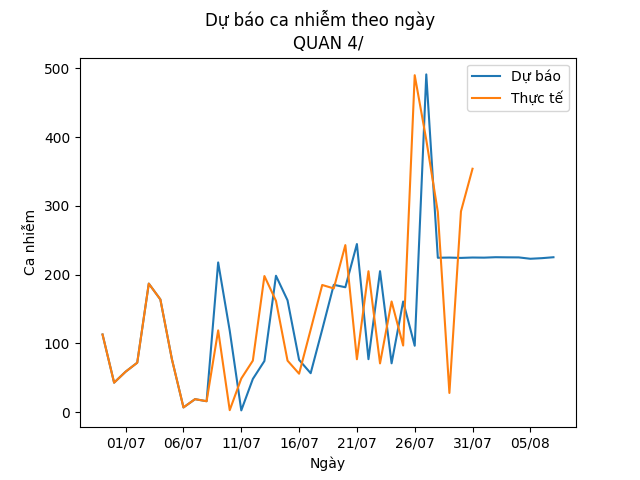 Dự báo ca nhiễm theo ngày
QUAN 4/
Dự báo
Thực tế
Ca nhiễm
500
400
300
200
100
0
01/07 06/07 11/07 16/07 21/07 26/07 31/07 05/08
Ngày